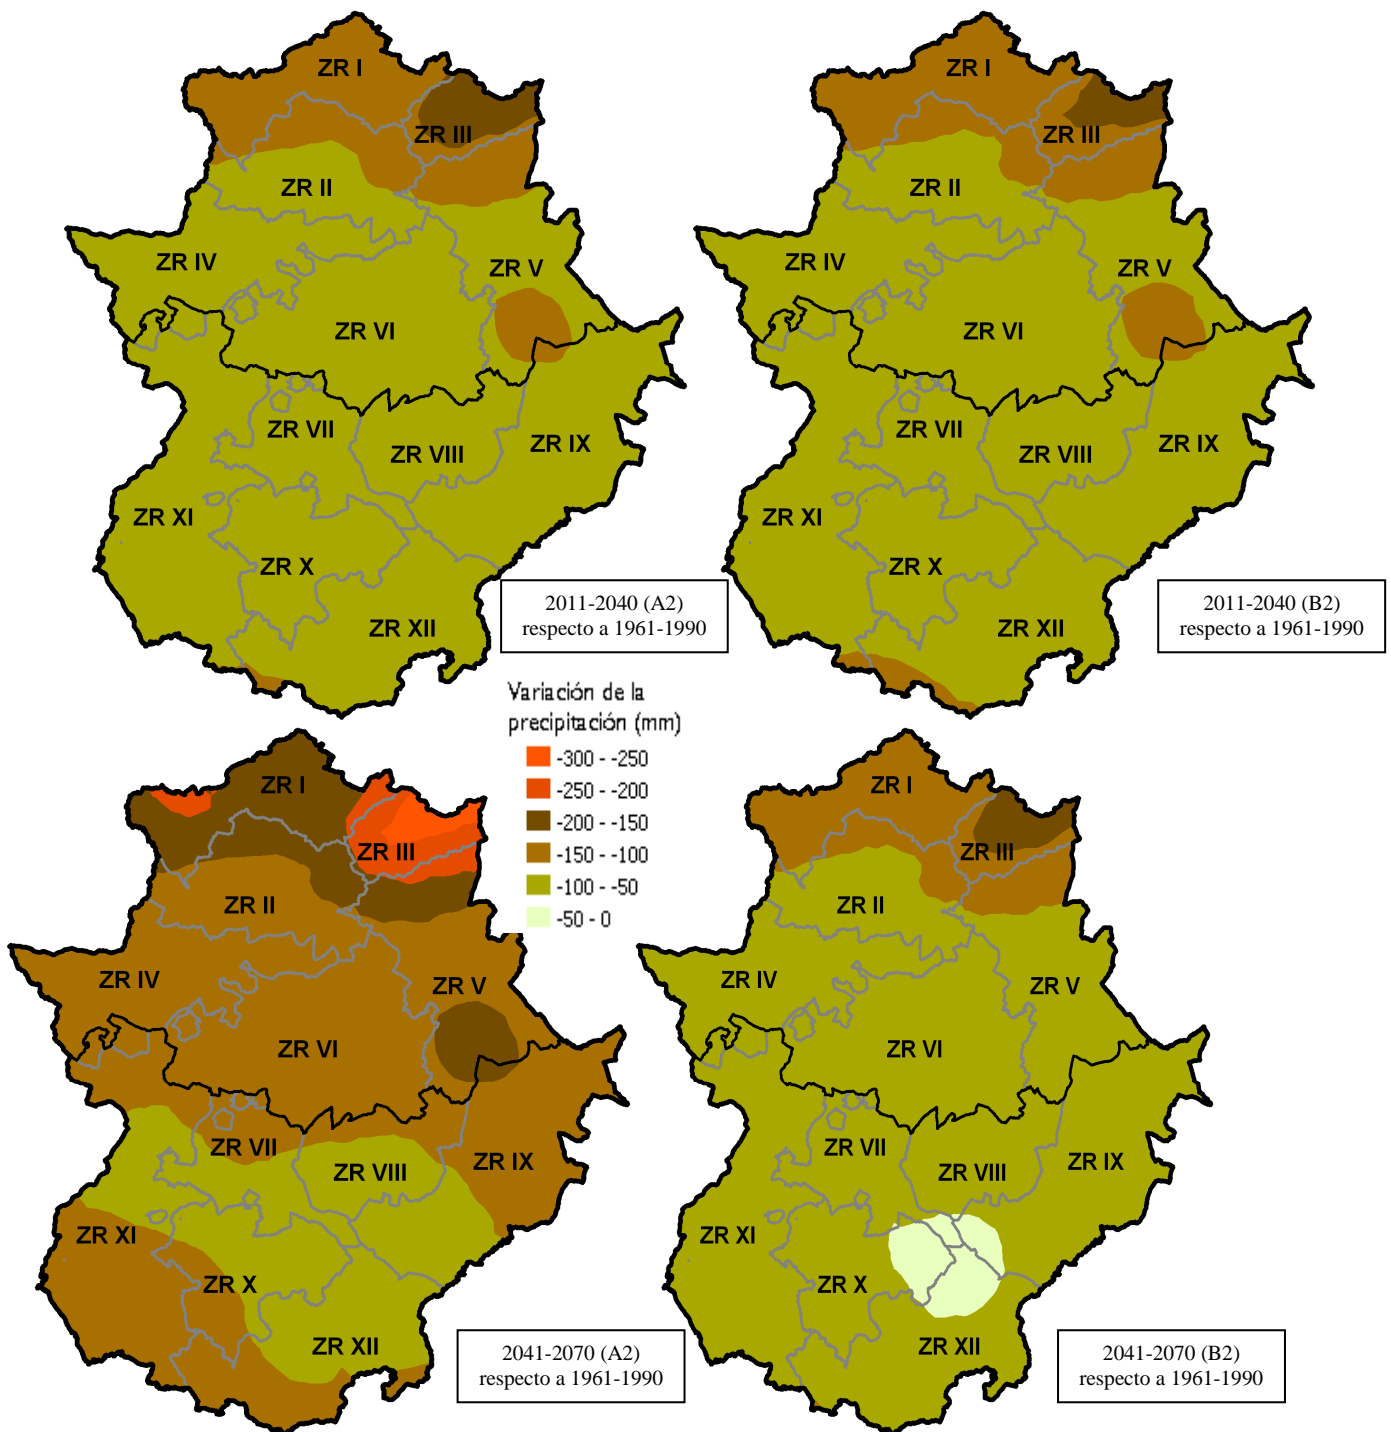 ZR I
ZR III
ZR II
ZR IV
ZR V
ZR VI
ZR VII
ZR VIII
ZR IX
ZR XI
ZR X
ZR XII
2011-2040 (A2)
respecto a 1961-1990
ZR I
ZR III
ZR II
ZR IV
ZR V
ZR VI
ZR VII
ZR VIII
ZR IX
ZR XI
ZR X
ZR XII
2011-2040 (B2)
respecto a 1961-1990
Variación de la
precipitación (mm)
-300 - -250
-250 - -200
-200 - -150
-150 - -100
-100 - -50
-50 - 0
ZR I
ZR III
ZR II
ZR IV
ZR V
ZR VI
ZR VII
ZR VIII
ZR IX
ZR XI
ZR X
ZR XII
2041-2070 (A2)
respecto a 1961-1990
ZR I
ZR III
ZR II
ZR IV
ZR V
ZR VI
ZR VII
ZR VIII
ZR IX
ZR XI
ZR X
ZR XII
2041-2070 (B2)
respecto a 1961-1990